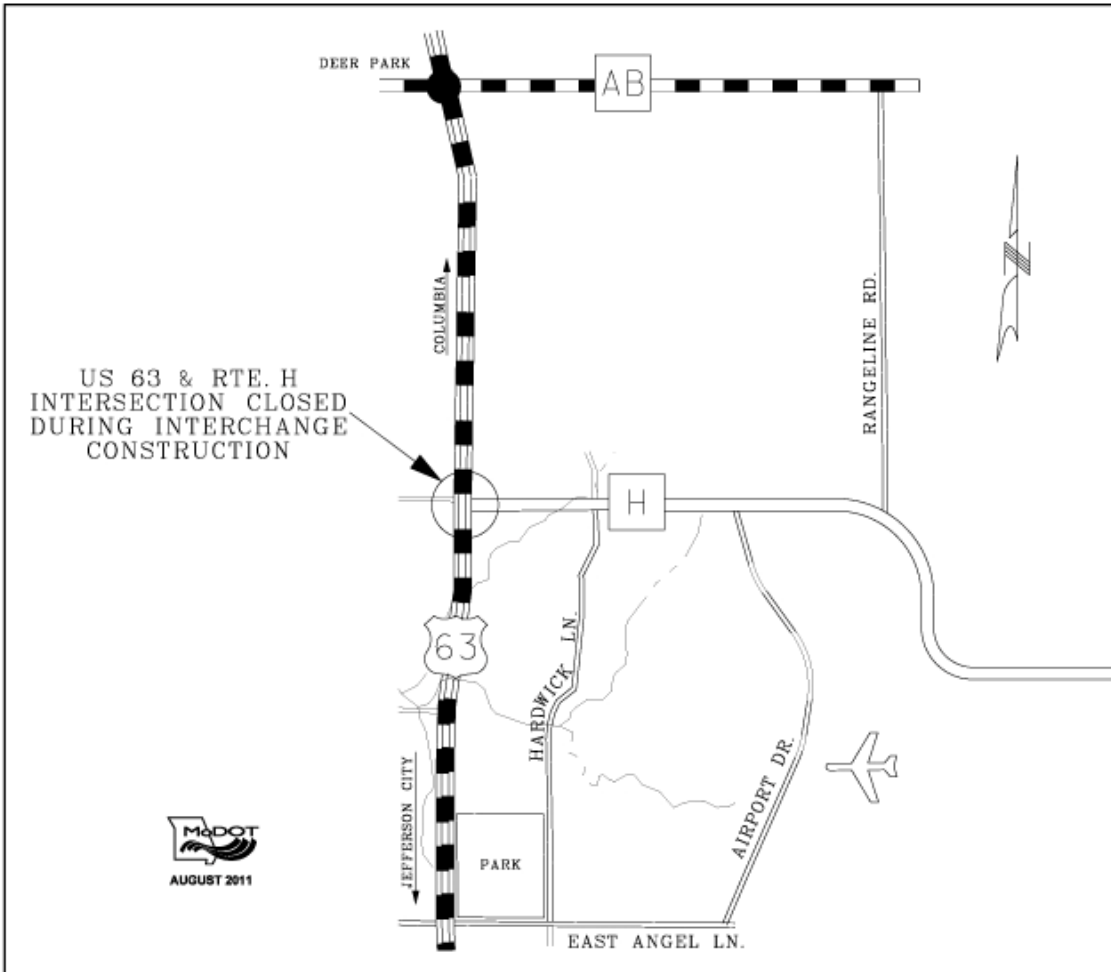 DEER PARK
AB
COLUMBIA
RANGELINE RD.
N
US 63 & RTE. H
INTERSECTION CLOSED
DURING INTERCHANGE
CONSTRUCTION
H
63
HARDWICK LN.
JEFFERSON CITY
AIRPORT DR.
MoDOT
AUGUST 2011
PARK
EAST ANGEL LN.